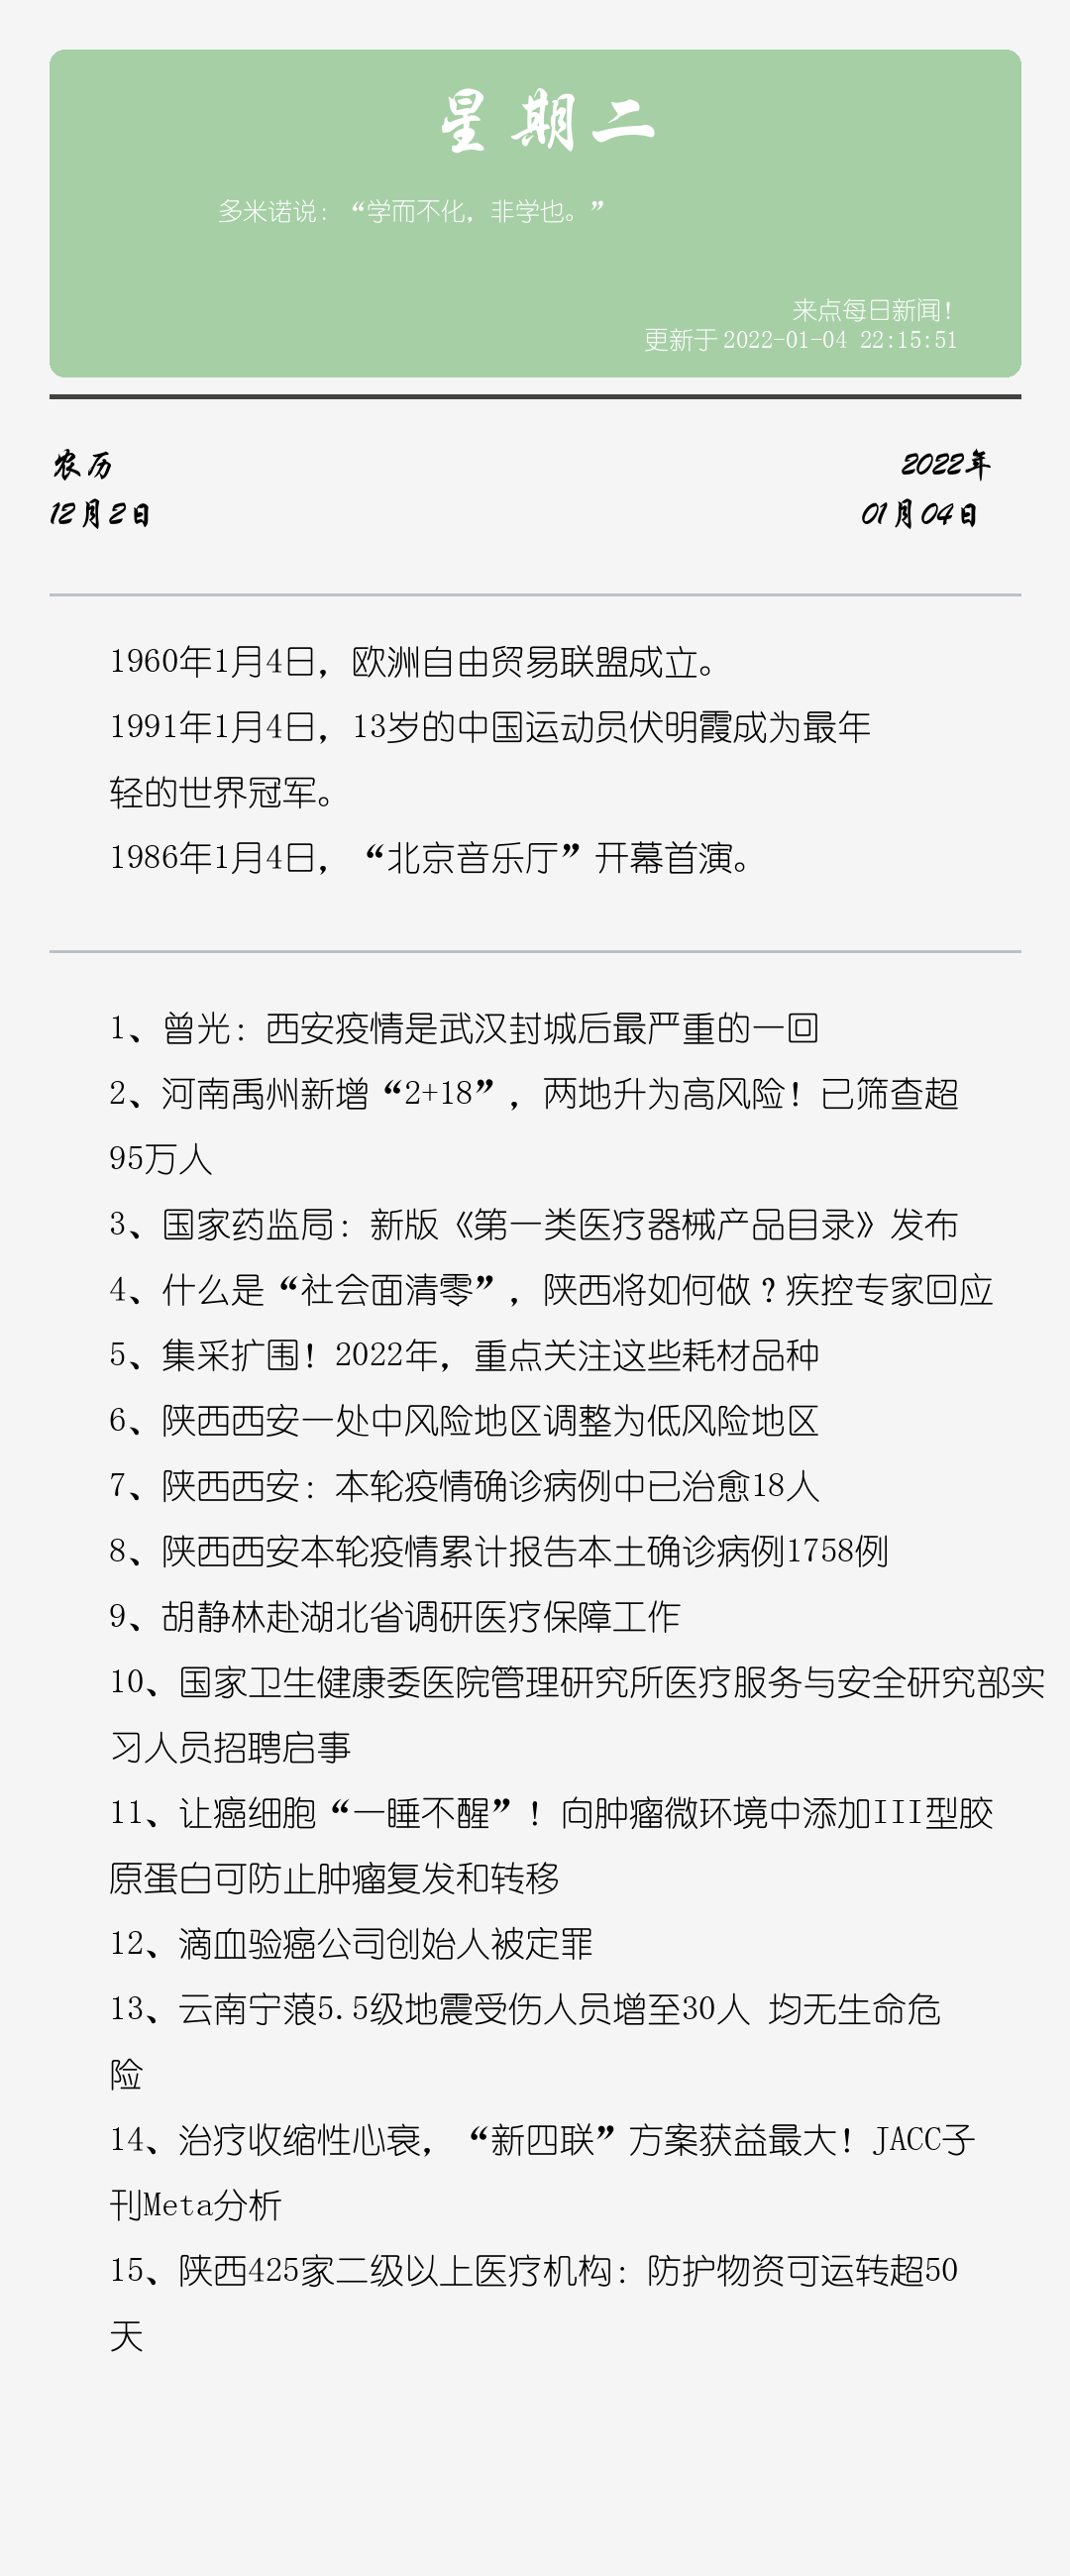 星期二
多米诺说：“学而不化，非学也。”
来点每日新闻！
更新于 2022-01-04 22:15:51
农历
2022年
12月2日
01月04日
1960年1月4日，欧洲自由贸易联盟成立。
1991年1月4日，13岁的中国运动员伏明霞成为最年
轻的世界冠军。
1986年1月4日，“北京音乐厅”开幕首演。
1、曾光：西安疫情是武汉封城后最严重的一回
2、河南禹州新增“2+18”，两地升为高风险！已筛查超
95万人
3、国家药监局：新版《第一类医疗器械产品目录》发布
4、什么是“社会面清零”，陕西将如何做？疾控专家回应
5、集采扩围！2022年，重点关注这些耗材品种
6、陕西西安一处中风险地区调整为低风险地区
7、陕西西安：本轮疫情确诊病例中已治愈18人
8、陕西西安本轮疫情累计报告本土确诊病例1758例
9、胡静林赴湖北省调研医疗保障工作
10、国家卫生健康委医院管理研究所医疗服务与安全研究部实
习人员招聘启事
11、让癌细胞“一睡不醒”！向肿瘤微环境中添加III型胶
原蛋白可防止肿瘤复发和转移
12、滴血验癌公司创始人被定罪
13、云南宁蒗5.5级地震受伤人员增至30人 均无生命危
险
14、治疗收缩性心衰，“新四联”方案获益最大！JACC子
刊Meta分析
15、陕西425家二级以上医疗机构：防护物资可运转超50
天